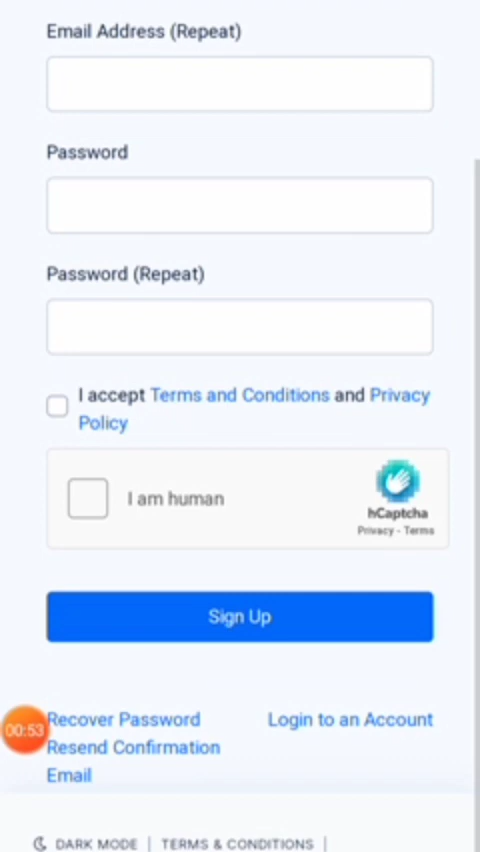 Email Address (Repeat)
Password
Password (Repeat)
I accept Terms and Conditions and Privacy
Policy
I am human
hCaptcha
Privacy - Terms
Sign Up
00:53
Recover Password
Login to an Account
Resend Confirmation
Email
DARK MODE | TERMS & CONDITIONS |